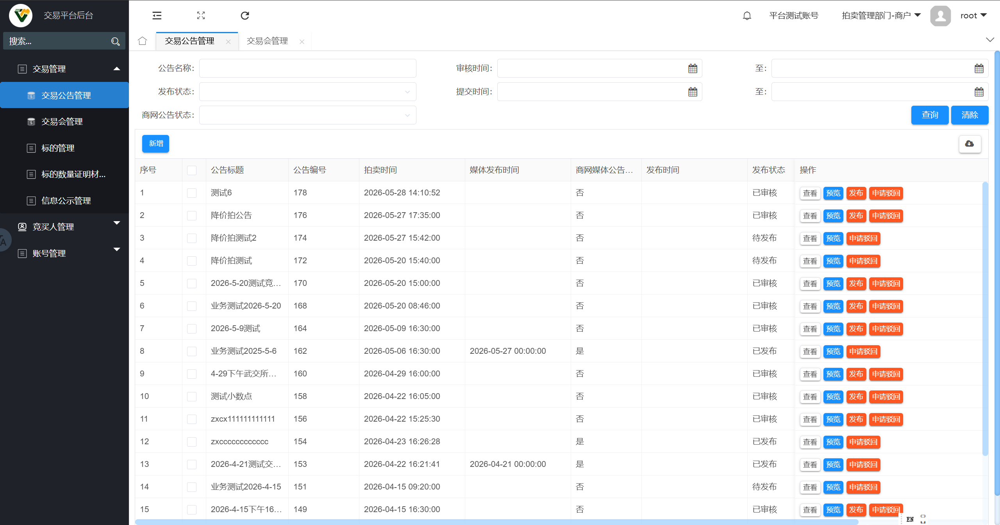 交易平台后台
平台测试账号 拍卖管理部门-商户 root
搜索...
交易公告管理 交易会管理
交易管理
交易公告管理
交易会管理
标的管理
标的数量证明材...
信息公示管理
竞买人管理
账号管理
公告名称: 审核时间: 至:
发布状态: 提交时间: 至:
商网公告状态: 查询 清除
新增
序号 公告标题 公告编号 拍卖时间 媒体发布时间 商网媒体公告... 发布时间 发布状态 操作
1 测试6 178 2026-05-28 14:10:52 否 已审核 查看 预览 发布 申请驳回
2 降价拍公告 176 2026-05-27 17:35:00 否 已审核 查看 预览 发布 申请驳回
3 降价拍测试2 174 2026-05-27 15:42:00 否 待发布 查看 预览 申请驳回
4 降价拍测试 172 2026-05-20 15:40:00 否 待发布 查看 预览 申请驳回
5 2026-5-20测试竞... 170 2026-05-20 15:00:00 否 已审核 查看 预览 发布 申请驳回
6 业务测试2026-5-20 168 2026-05-20 08:46:00 否 已审核 查看 预览 发布 申请驳回
7 2026-5-9测试 164 2026-05-09 16:30:00 否 已审核 查看 预览 发布 申请驳回
8 业务测试2025-5-6 162 2026-05-06 16:30:00 2026-05-27 00:00:00 是 已发布 查看 预览 申请驳回
9 4-29下午武交所... 160 2026-04-29 16:00:00 否 已审核 查看 预览 发布 申请驳回
10 测试小数点 158 2026-04-22 16:05:00 否 已审核 查看 预览 发布 申请驳回
11 zxcx111111111111 156 2026-04-22 15:25:30 否 已审核 查看 预览 发布 申请驳回
12 zxcccccccccccc 154 2026-04-23 16:26:28 是 已发布 查看 预览 申请驳回
13 2026-4-21测试交... 153 2026-04-22 16:21:41 2026-04-21 00:00:00 是 已发布 查看 预览 申请驳回
14 业务测试2026-4-15 151 2026-04-15 09:20:00 否 待发布 查看 预览 申请驳回
15 2026-4-15下午16... 149 2026-04-15 16:30:00 否 已审核 查看 预览 发布 申请驳回
EN